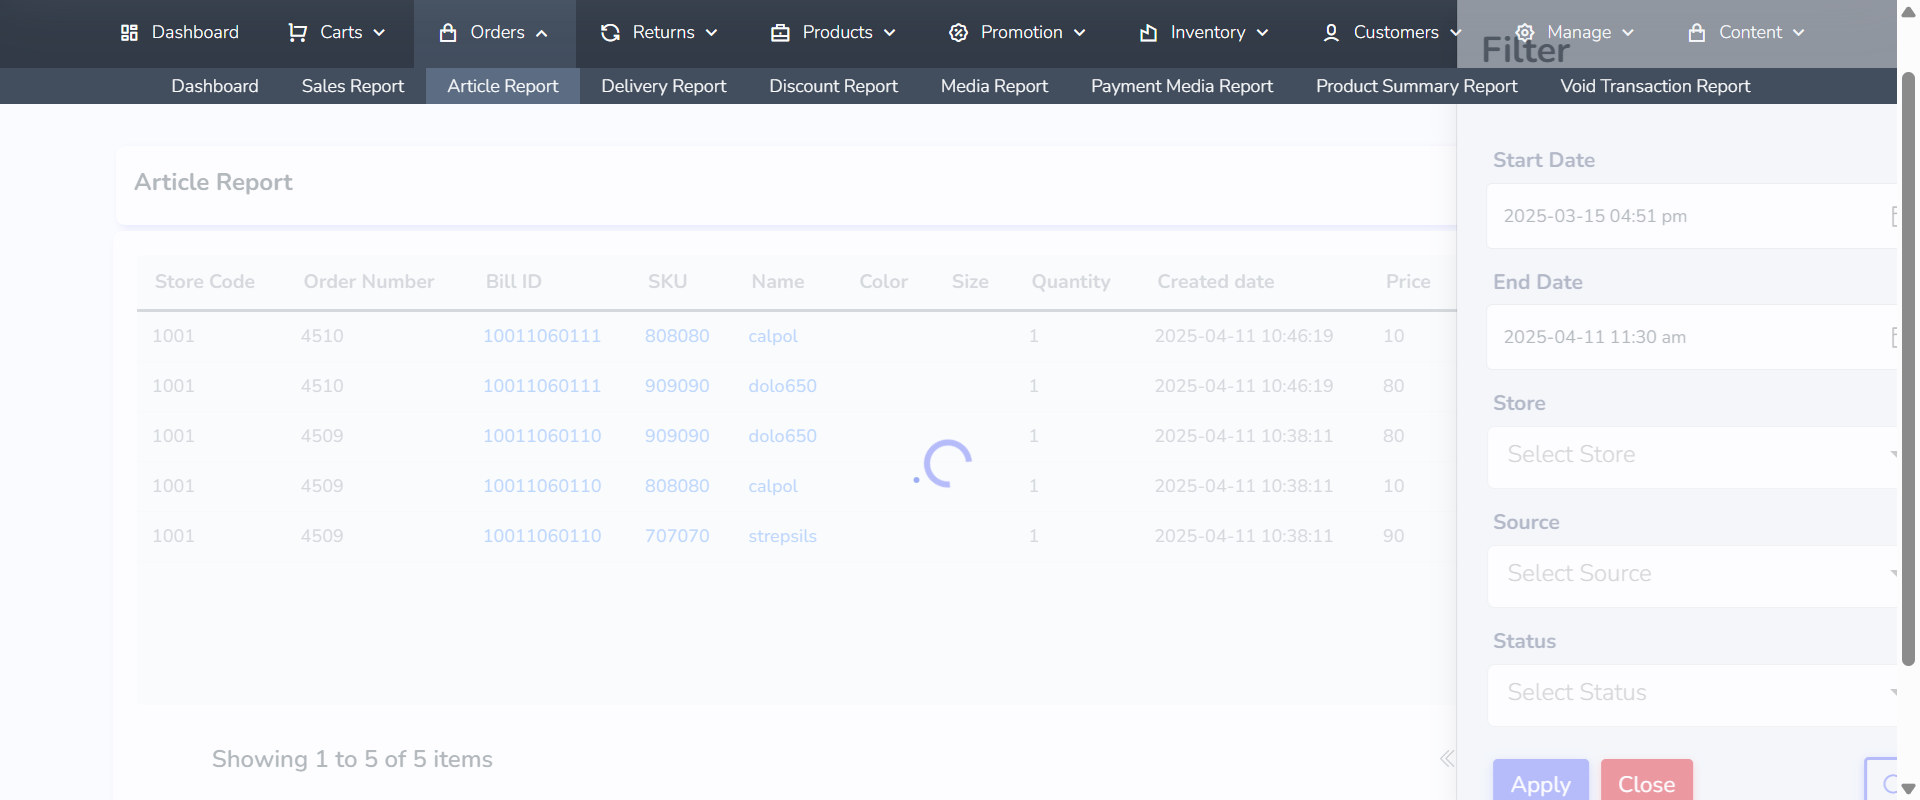 Dashboard Carts Orders Returns Products Promotion Inventory Customers Manage Content
Filter
Dashboard Sales Report Article Report Delivery Report Discount Report Media Report Payment Media Report Product Summary Report Void Transaction Report
Article Report
Store Code Order Number Bill ID SKU Name Color Size Quantity Created date Price
1001 4510 10011060111 808080 calpol 1 2025-04-11 10:46:19 10
1001 4510 10011060111 909090 dolo650 1 2025-04-11 10:46:19 80
1001 4509 10011060110 909090 dolo650 1 2025-04-11 10:38:11 80
1001 4509 10011060110 808080 calpol 1 2025-04-11 10:38:11 10
1001 4509 10011060110 707070 strepsils 1 2025-04-11 10:38:11 90
Showing 1 to 5 of 5 items
Start Date
2025-03-15 04:51 pm
End Date
2025-04-11 11:30 am
Store
Select Store
Source
Select Source
Status
Select Status
Apply Close